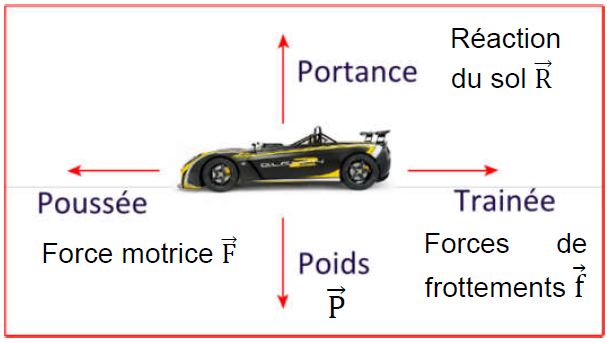 Réaction
du sol R⃗
Portance
Poussée
Force motrice F⃗
Trainée
Forces de
frottements f⃗
Poids
P⃗